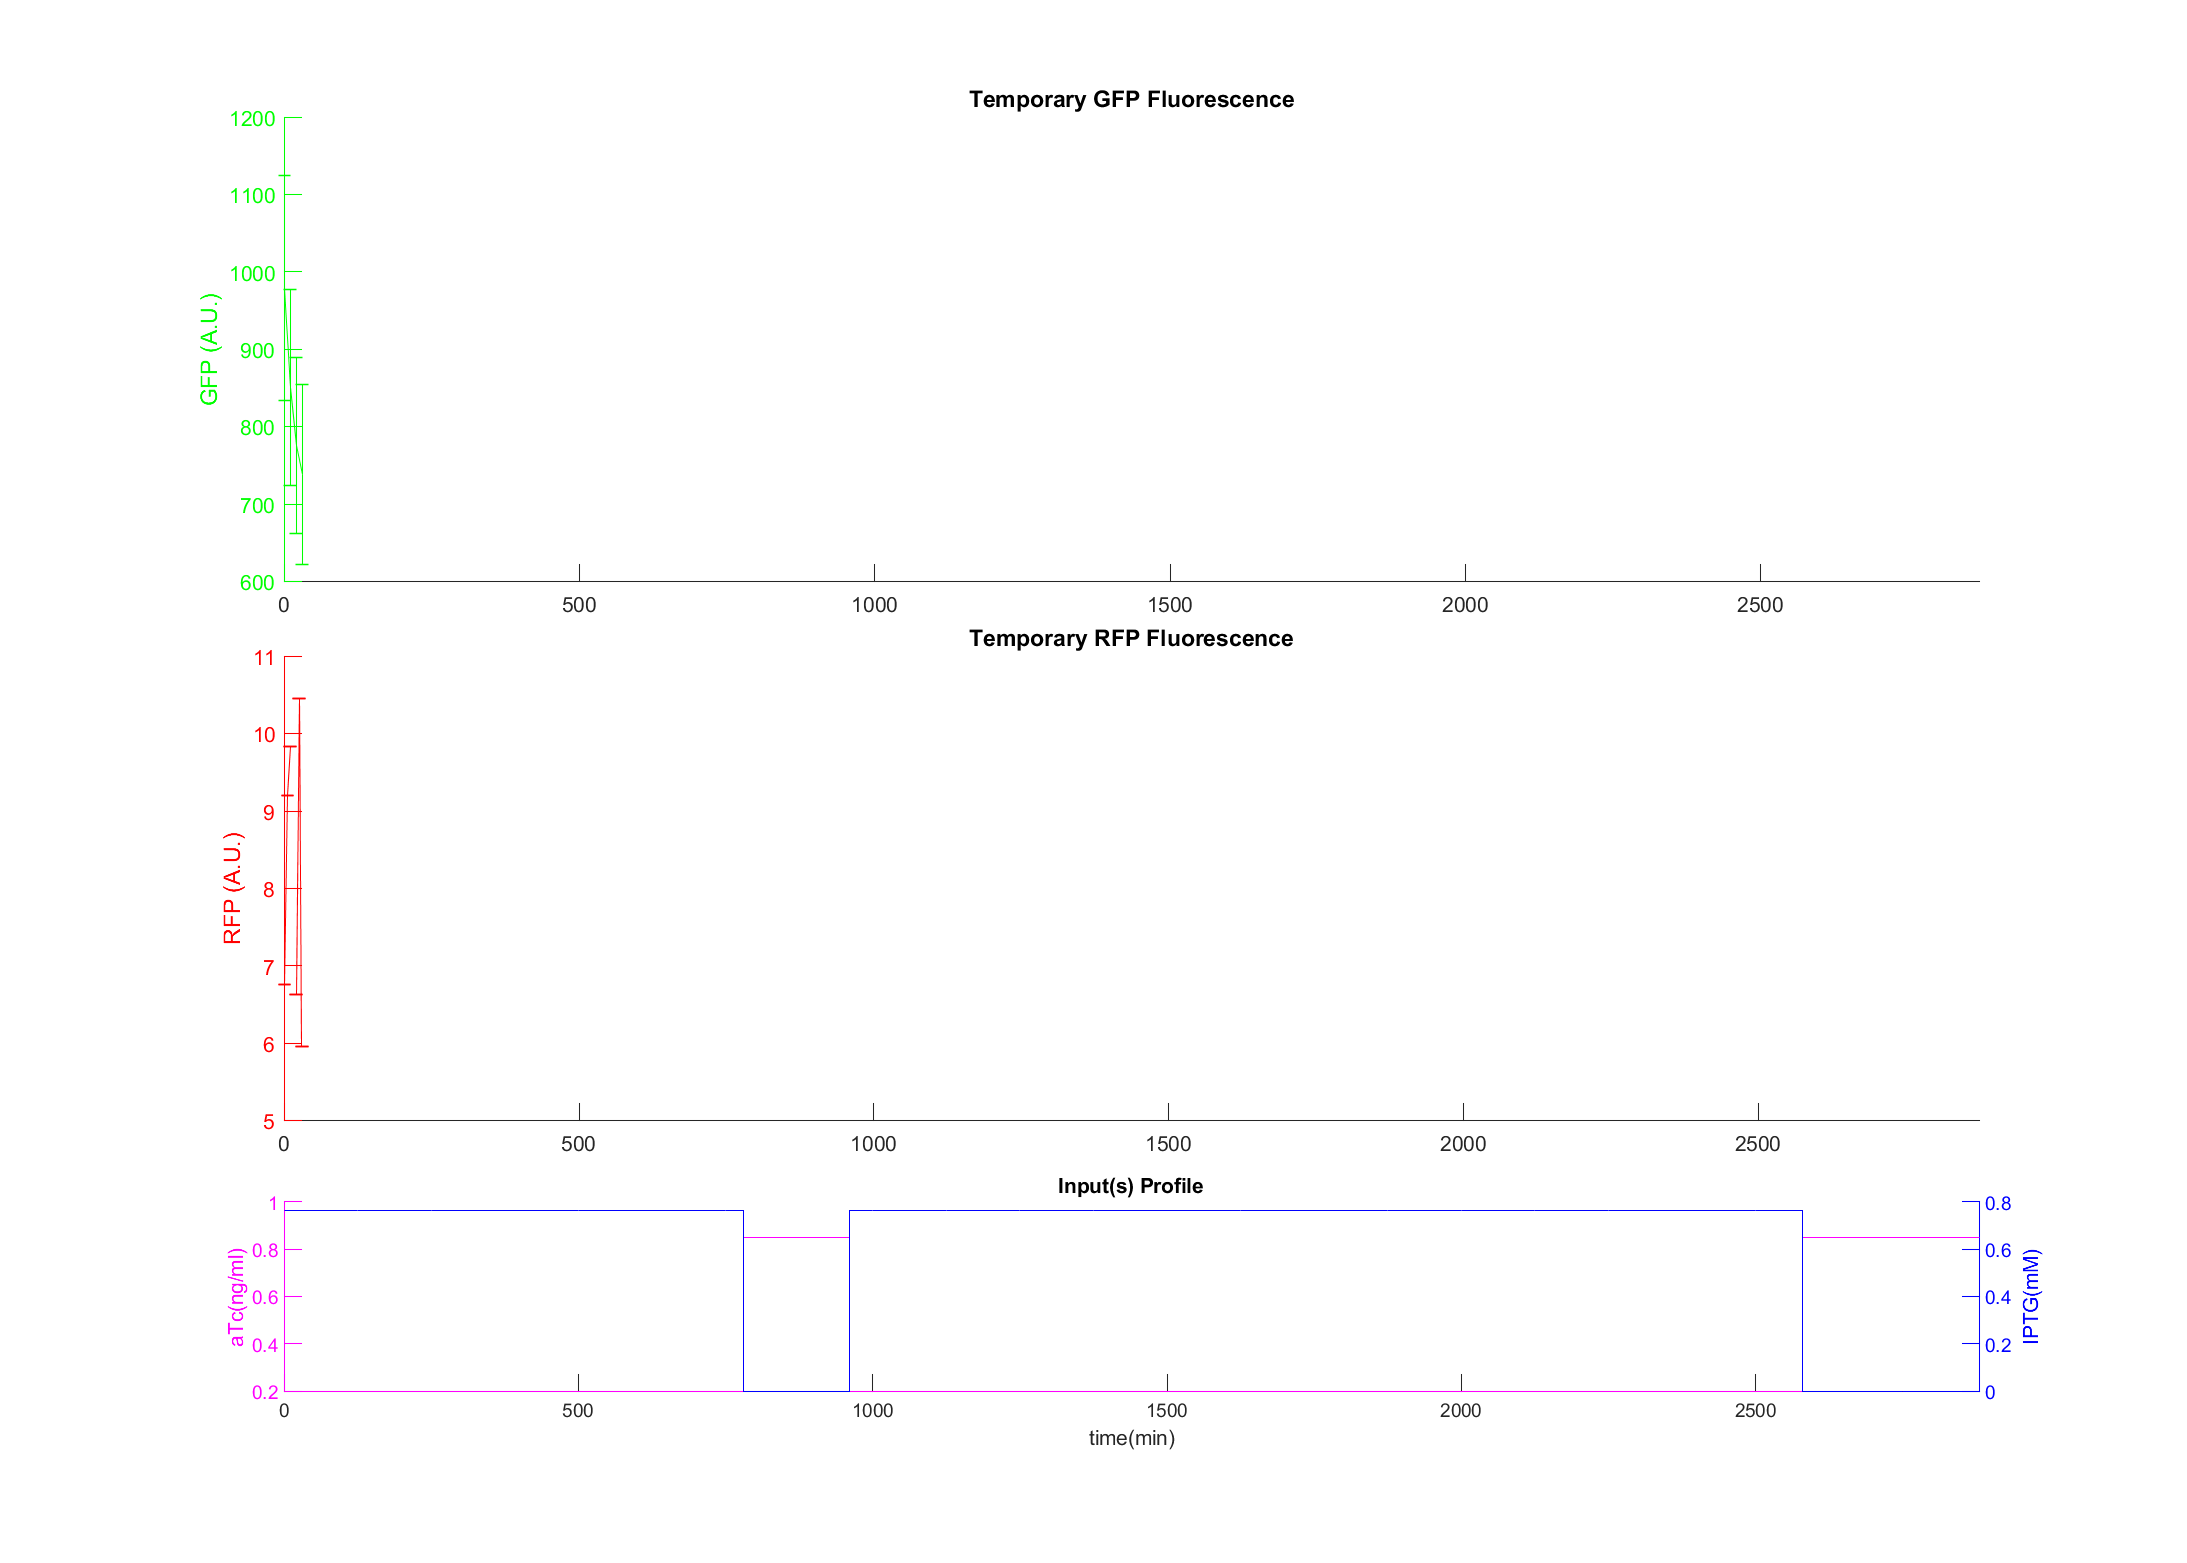 Temporary GFP Fluorescence
GFP (A.U.)
1200
1100
1000
900
800
700
600
0 500 1000 1500 2000 2500
Temporary RFP Fluorescence
RFP (A.U.)
11
10
9
8
7
6
5
0 500 1000 1500 2000 2500
Input(s) Profile
aTc(ng/ml)
1
0.8
0.6
0.4
0.2
0.8
0.6
0.4
0.2
0
IPTG(mM)
0 500 1000 1500 2000 2500
time(min)